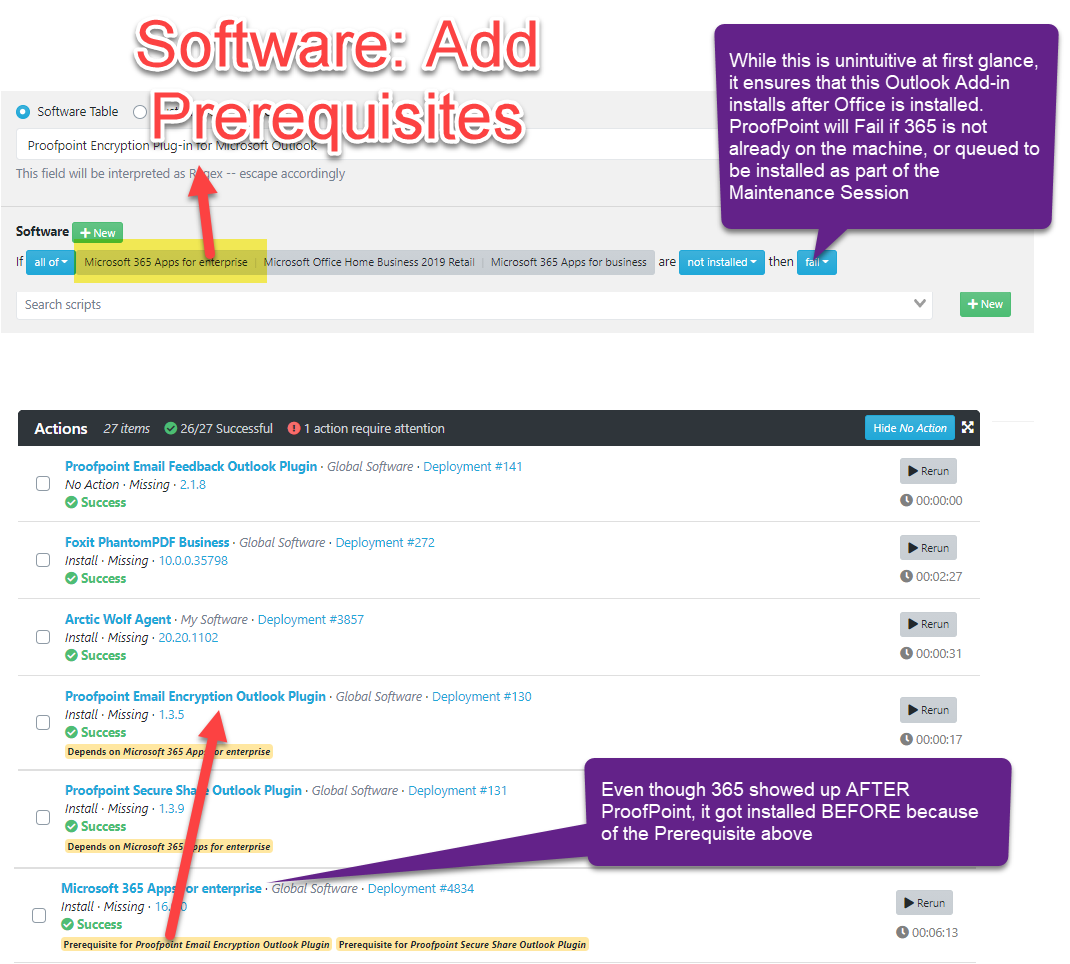 Software: Add
Prerequisites
While this is unintuitive at first glance,
it ensures that this Outlook Add-in
installs after Office is installed.
ProofPoint will Fail if 365 is not
already on the machine, or queued to
be installed as part of the
Maintenance Session
Software Table
Proofpoint Encryption Plug-in for Microsoft Outlook
This field will be interpreted as Regex -- escape accordingly
Software + New
If all of Microsoft 365 Apps for enterprise | Microsoft Office Home Business 2019 Retail | Microsoft 365 Apps for business are not installed then fail
Search scripts + New
Actions 27 items 26/27 Successful 1 action require attention Hide No Action
Proofpoint Email Feedback Outlook Plugin · Global Software · Deployment #141
No Action · Missing · 2.1.8
Success
Rerun
00:00:00
Foxit PhantomPDF Business · Global Software · Deployment #272
Install · Missing · 10.0.0.35798
Success
Rerun
00:02:27
Arctic Wolf Agent · My Software · Deployment #3857
Install · Missing · 20.20.1102
Success
Rerun
00:00:31
Proofpoint Email Encryption Outlook Plugin · Global Software · Deployment #130
Install · Missing · 1.3.5
Success
Depends on Microsoft 365 Apps for enterprise
Rerun
00:00:17
Proofpoint Secure Share Outlook Plugin · Global Software · Deployment #131
Install · Missing · 1.3.9
Success
Depends on Microsoft 365 Apps for enterprise
Even though 365 showed up AFTER
ProofPoint, it got installed BEFORE because
of the Prerequisite above
Microsoft 365 Apps for enterprise · Global Software · Deployment #4834
Install · Missing
Success
Prerequisite for Proofpoint Email Encryption Outlook Plugin Prerequisite for Proofpoint Secure Share Outlook Plugin
Rerun
00:06:13